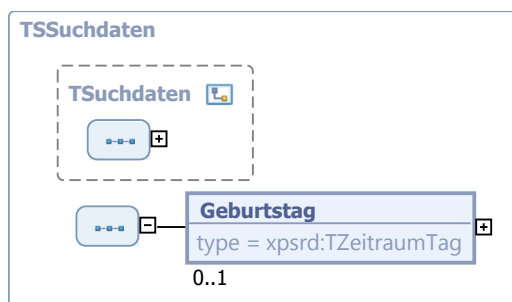 TSSuchdaten
TSuchdaten
Geburtstag
type = xpsrd:TZeitraumTag
0..1